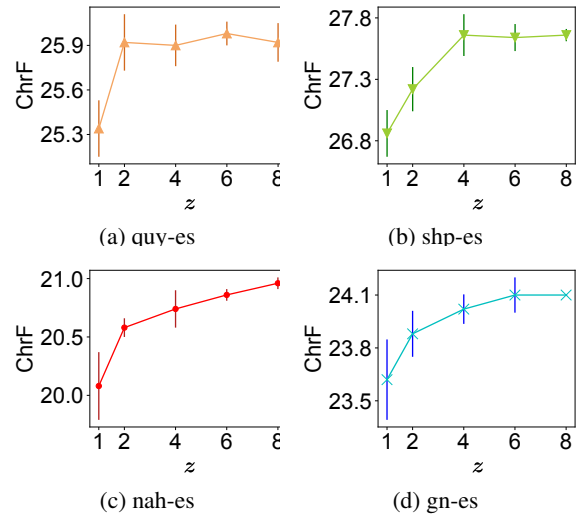 25.9
25.6
25.3
ChrF
1 2 4 6 8
z
(a) quy-es
27.8
27.3
26.8
ChrF
1 2 4 6 8
z
(b) shp-es
21.0
20.5
20.0
ChrF
1 2 4 6 8
z
(c) nah-es
24.1
23.8
23.5
ChrF
1 2 4 6 8
z
(d) gn-es